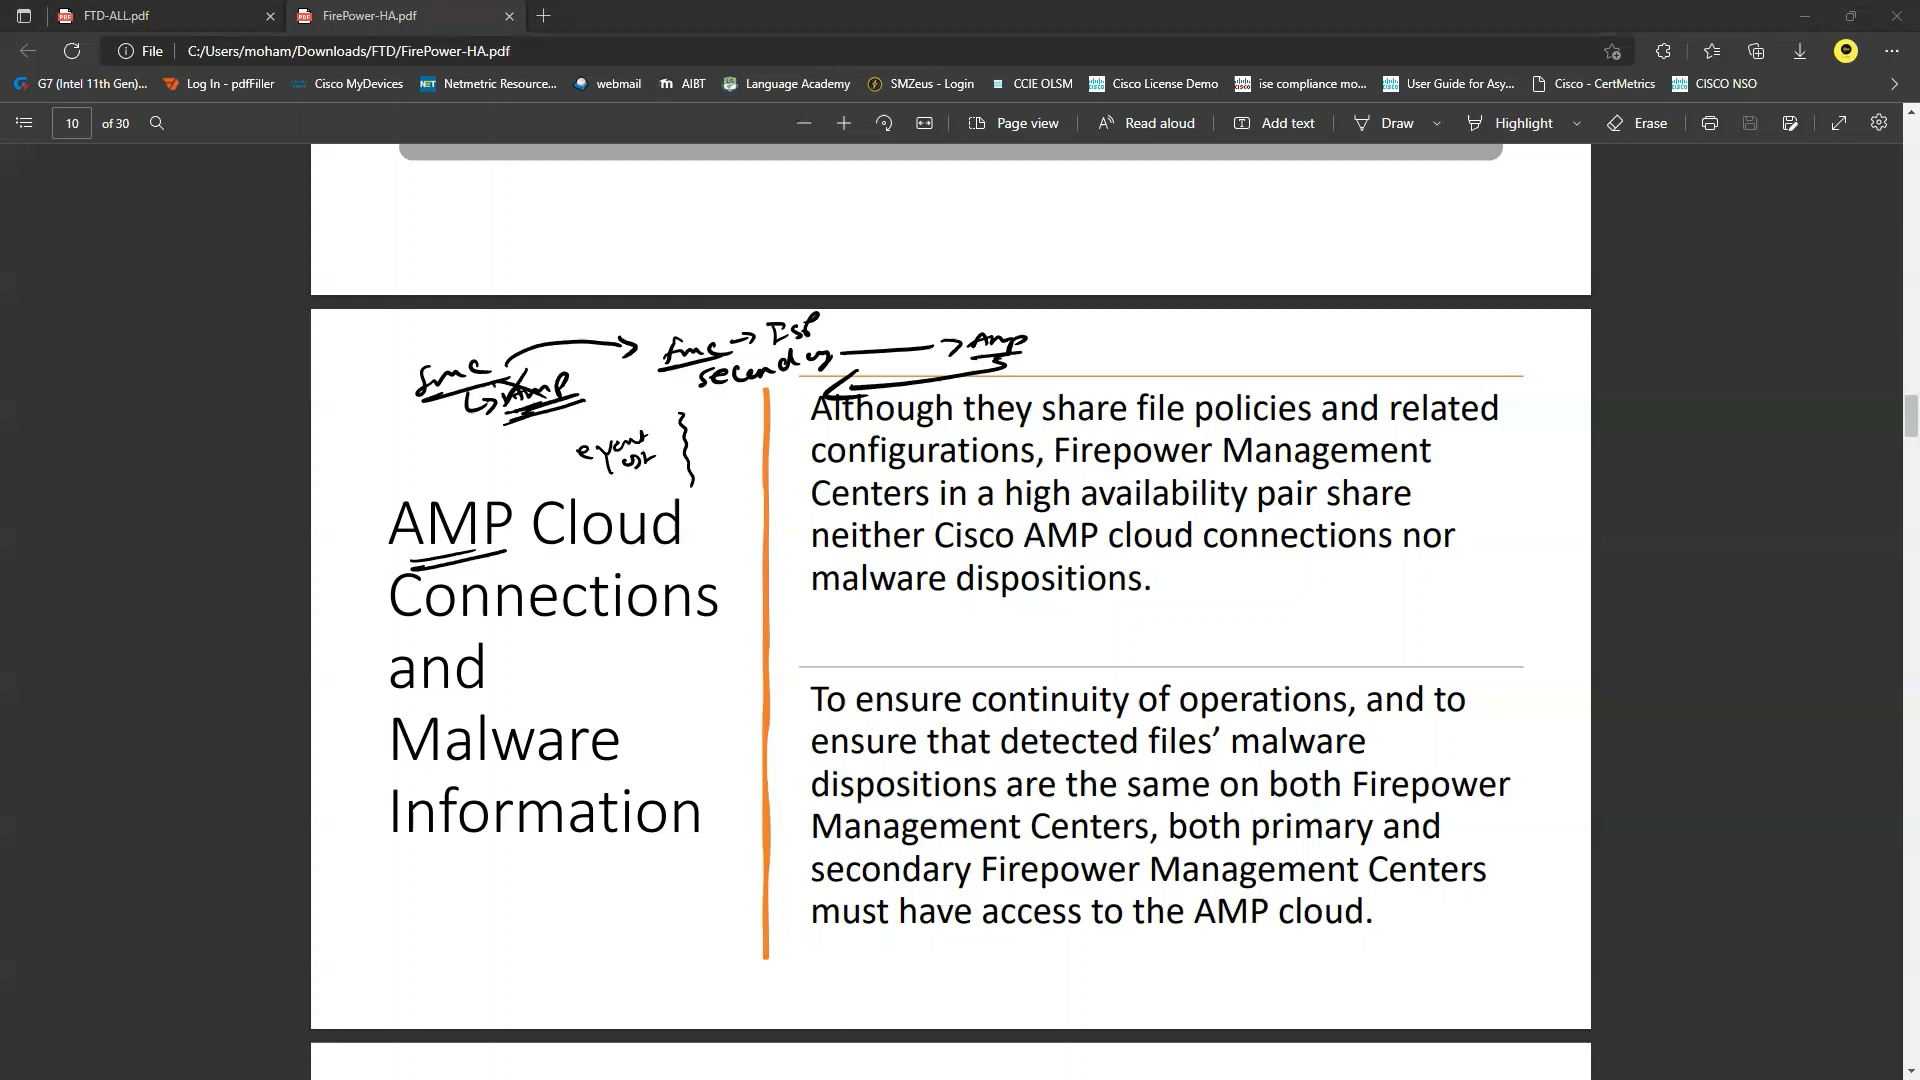 FTD-ALL.pdf
FirePower-HA.pdf
File
C:/Users/moham/Downloads/FTD/FirePower-HA.pdf
G7 (Intel 11th Gen)...
Log In - pdfFiller
Cisco MyDevices
NET
Netmetric Resource...
webmail
AIBT
Language Academy
SMZeus - Login
CCIE OLSM
Cisco License Demo
ise compliance mo...
User Guide for Asy...
Cisco - CertMetrics
CISCO NSO
10
of 30
Page view
Read aloud
Add text
Draw
Highlight
Erase
fmc
AMP
fmc → ISP
secondary
Amp
event
AMP Cloud
Connections
and
Malware
Information
Although they share file policies and related
configurations, Firepower Management
Centers in a high availability pair share
neither Cisco AMP cloud connections nor
malware dispositions.
To ensure continuity of operations, and to
ensure that detected files’ malware
dispositions are the same on both Firepower
Management Centers, both primary and
secondary Firepower Management Centers
must have access to the AMP cloud.